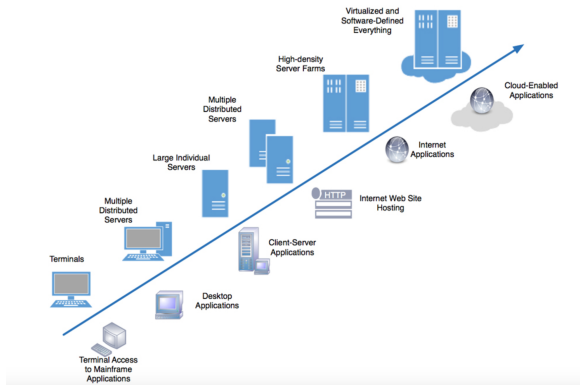 Virtualized and
Software-Defined
Everything
High-density
Server Farms
Cloud-Enabled
Applications
Multiple
Distributed
Servers
Internet
Applications
Large Individual
Servers
HTTP
Internet Web Site
Hosting
Multiple
Distributed
Servers
Client-Server
Applications
Terminals
Desktop
Applications
Terminal Access
to Mainframe
Applications